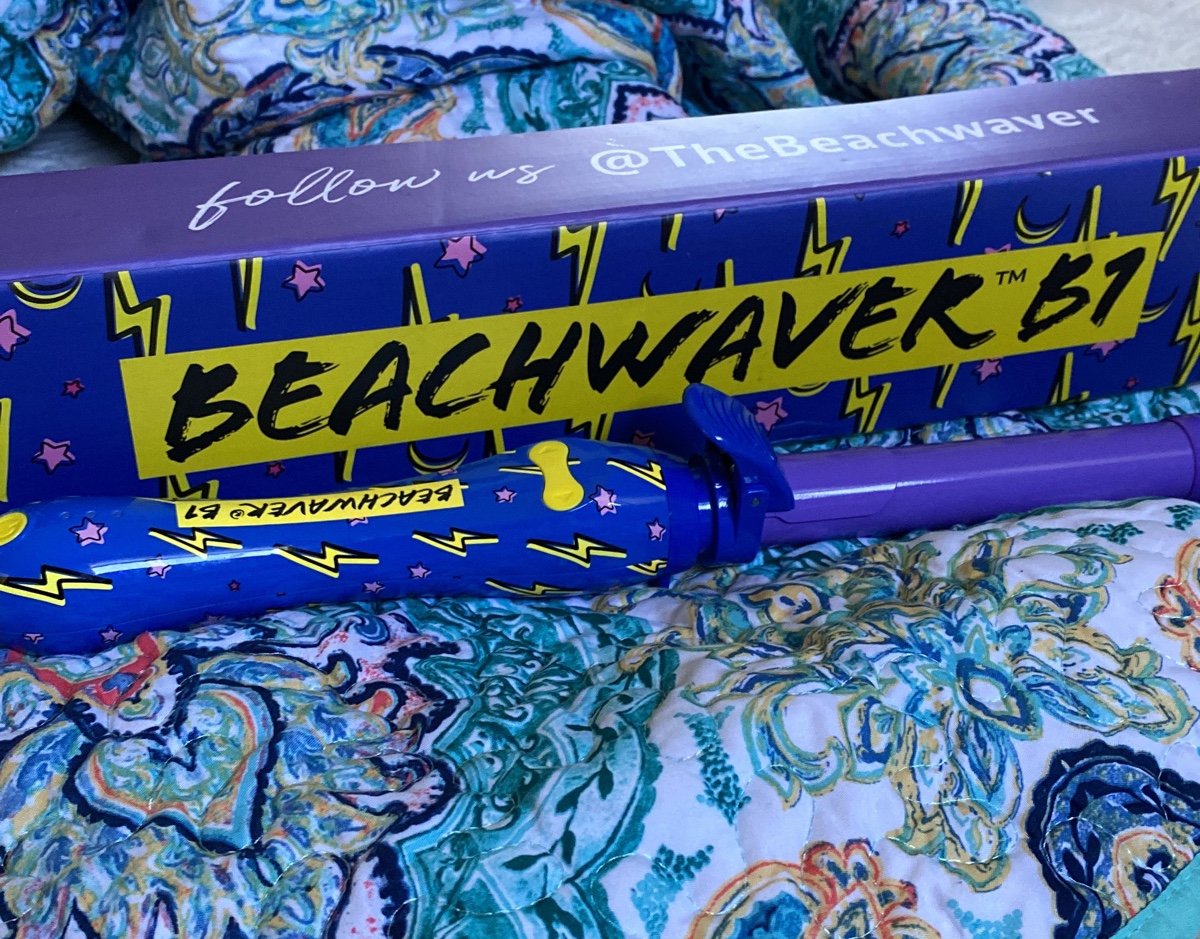 follow us @TheBeachwaver
BEACHWAVER™ B1
BEACHWAVER® B1